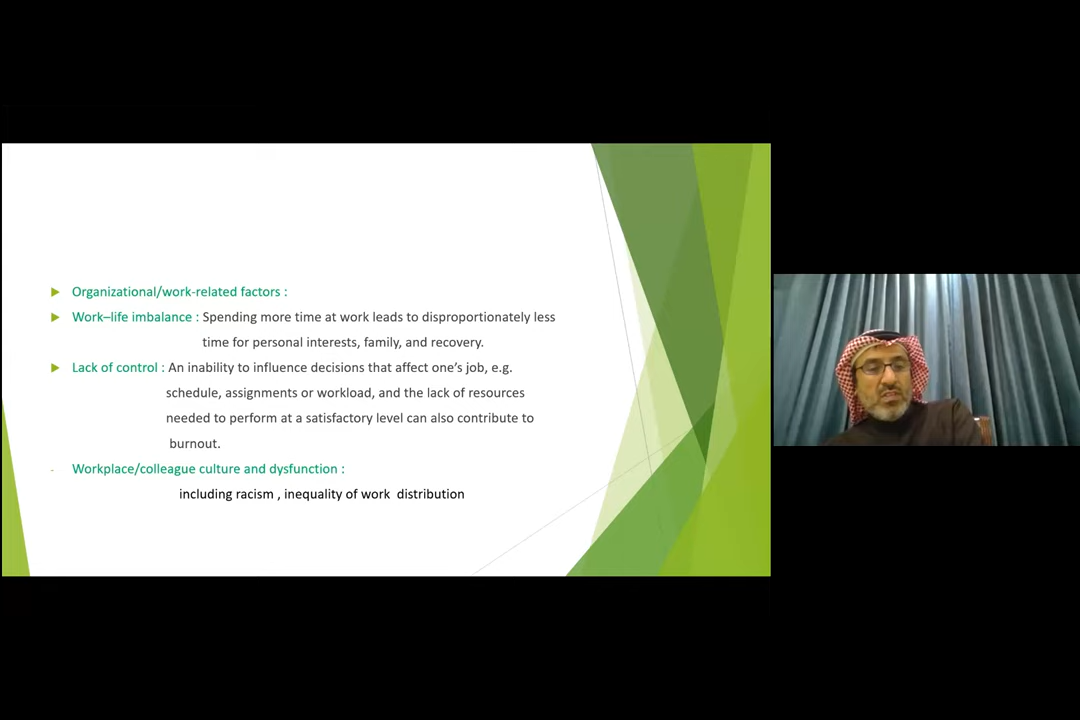 Organizational/work-related factors :
Work–life imbalance : Spending more time at work leads to disproportionately less
time for personal interests, family, and recovery.
Lack of control : An inability to influence decisions that affect one’s job, e.g.
schedule, assignments or workload, and the lack of resources
needed to perform at a satisfactory level can also contribute to
burnout.
- Workplace/colleague culture and dysfunction :
including racism , inequality of work distribution